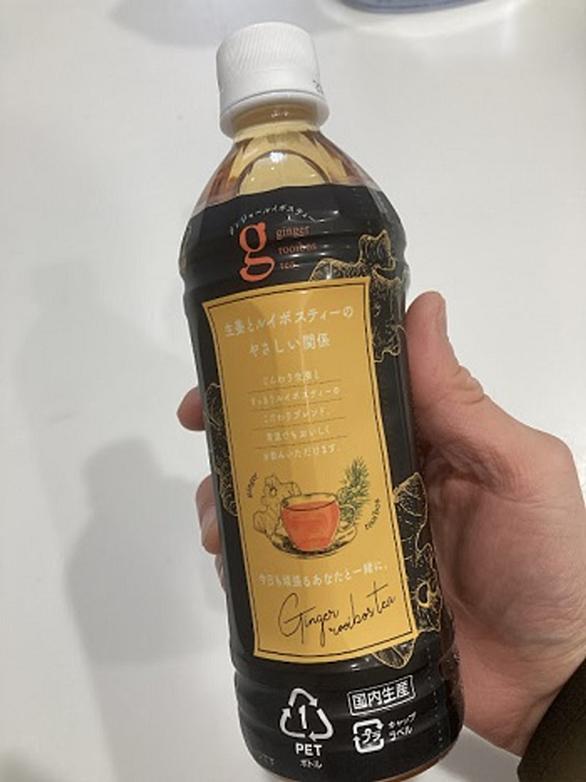 ジンジャールイボスティー
g ginger
rooibos
tea
生姜とルイボスティーの
やさしい関係
じんわり生姜と
すっきりルイボスティーの
こだわりブレンド。
常温でもおいしく
お飲みいただけます。
ginger
rooibos
今日も頑張るあなたと一緒に。
Ginger
rooibos tea
国内生産
1
PET
ボトル
プラ
キャップ
ラベル